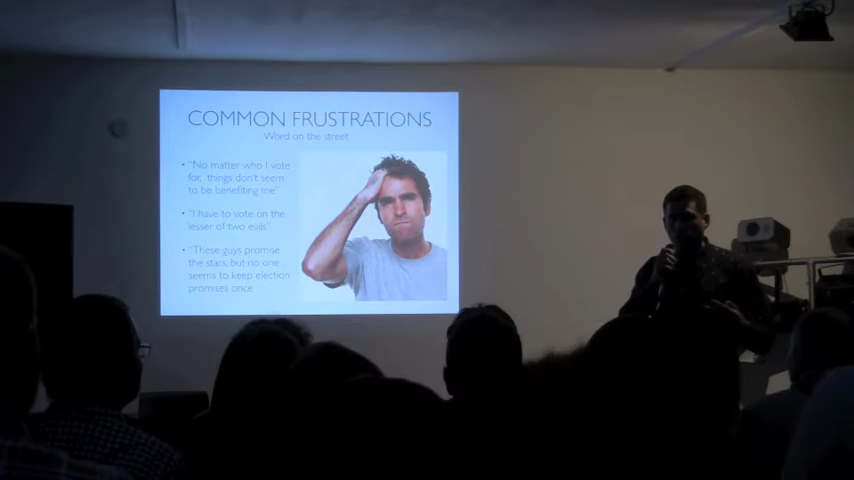 COMMON FRUSTRATIONS
Word on the street
• "No matter who I vote
for, things don't seem
to be benefiting me"
• "I have to vote on the
lesser of two evils"
• "These guys promise
the stars, but no one
seems to keep election
promises once"